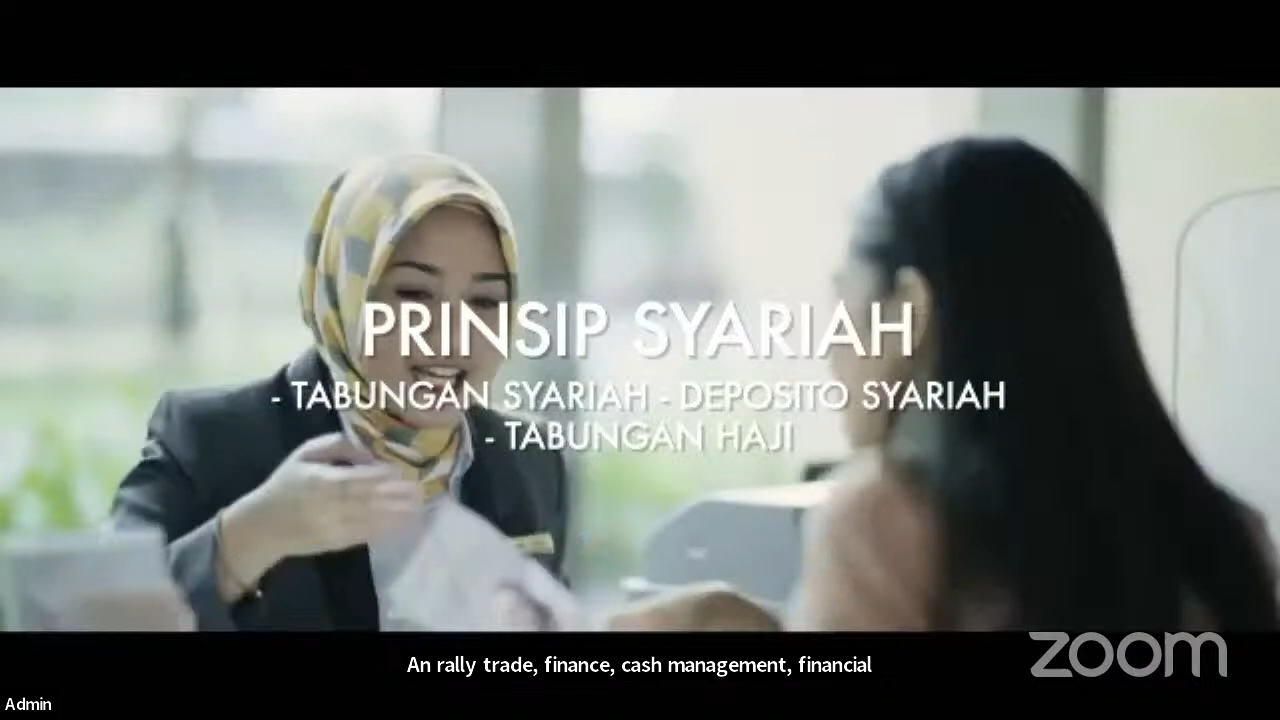 PRINSIP SYARIAH
- TABUNGAN SYARIAH - DEPOSITO SYARIAH
- TABUNGAN HAJI
An rally trade, finance, cash management, financial
zoom
Admin